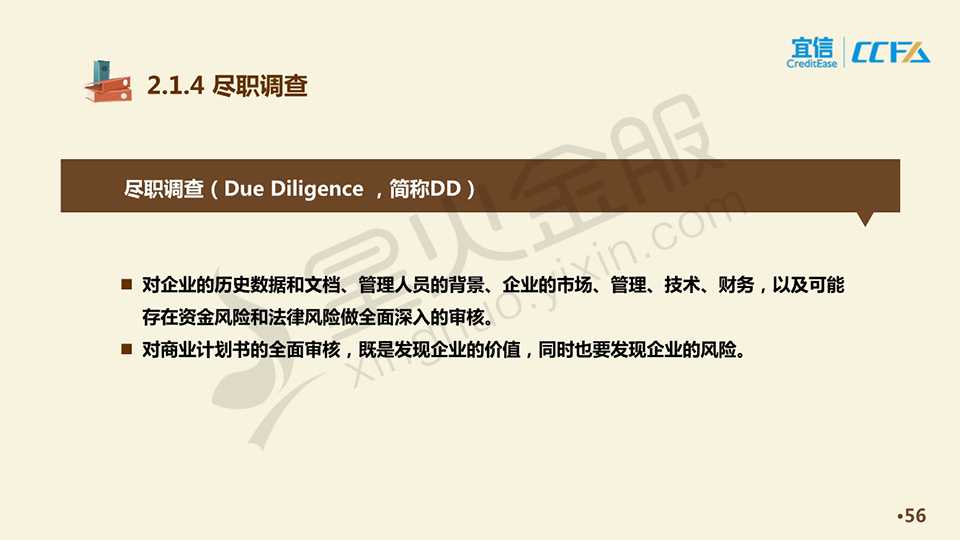 宜信
CreditEase
CCFA
2.1.4 尽职调查
尽职调查（Due Diligence ，简称DD）
■ 对企业的历史数据和文档、管理人员的背景、企业的市场、管理、技术、财务，以及可能
存在资金风险和法律风险做全面深入的审核。
■ 对商业计划书的全面审核，既是发现企业的价值，同时也要发现企业的风险。
星火金服
xinghuo.yixin.com
•56